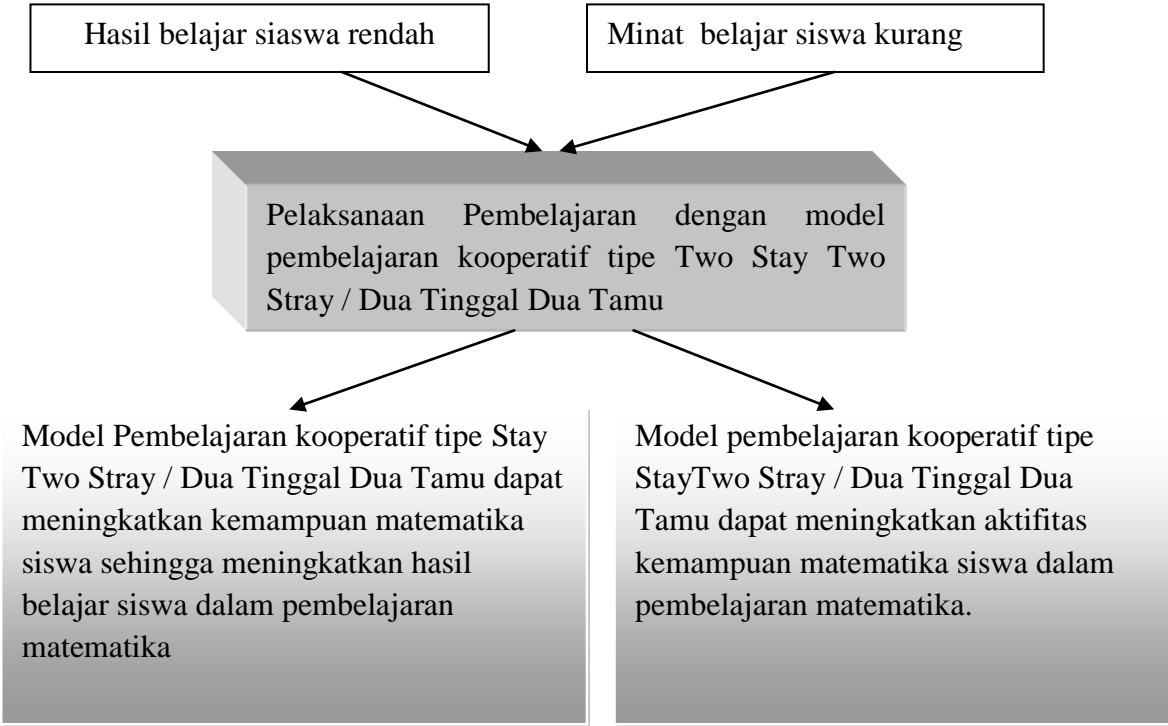 Hasil belajar siaswa rendah
Minat belajar siswa kurang
Pelaksanaan Pembelajaran dengan model
pembelajaran kooperatif tipe Two Stay Two
Stray / Dua Tinggal Dua Tamu
Model Pembelajaran kooperatif tipe Stay
Two Stray / Dua Tinggal Dua Tamu dapat
meningkatkan kemampuan matematika
siswa sehingga meningkatkan hasil
belajar siswa dalam pembelajaran
matematika
Model pembelajaran kooperatif tipe
StayTwo Stray / Dua Tinggal Dua
Tamu dapat meningkatkan aktifitas
kemampuan matematika siswa dalam
pembelajaran matematika.